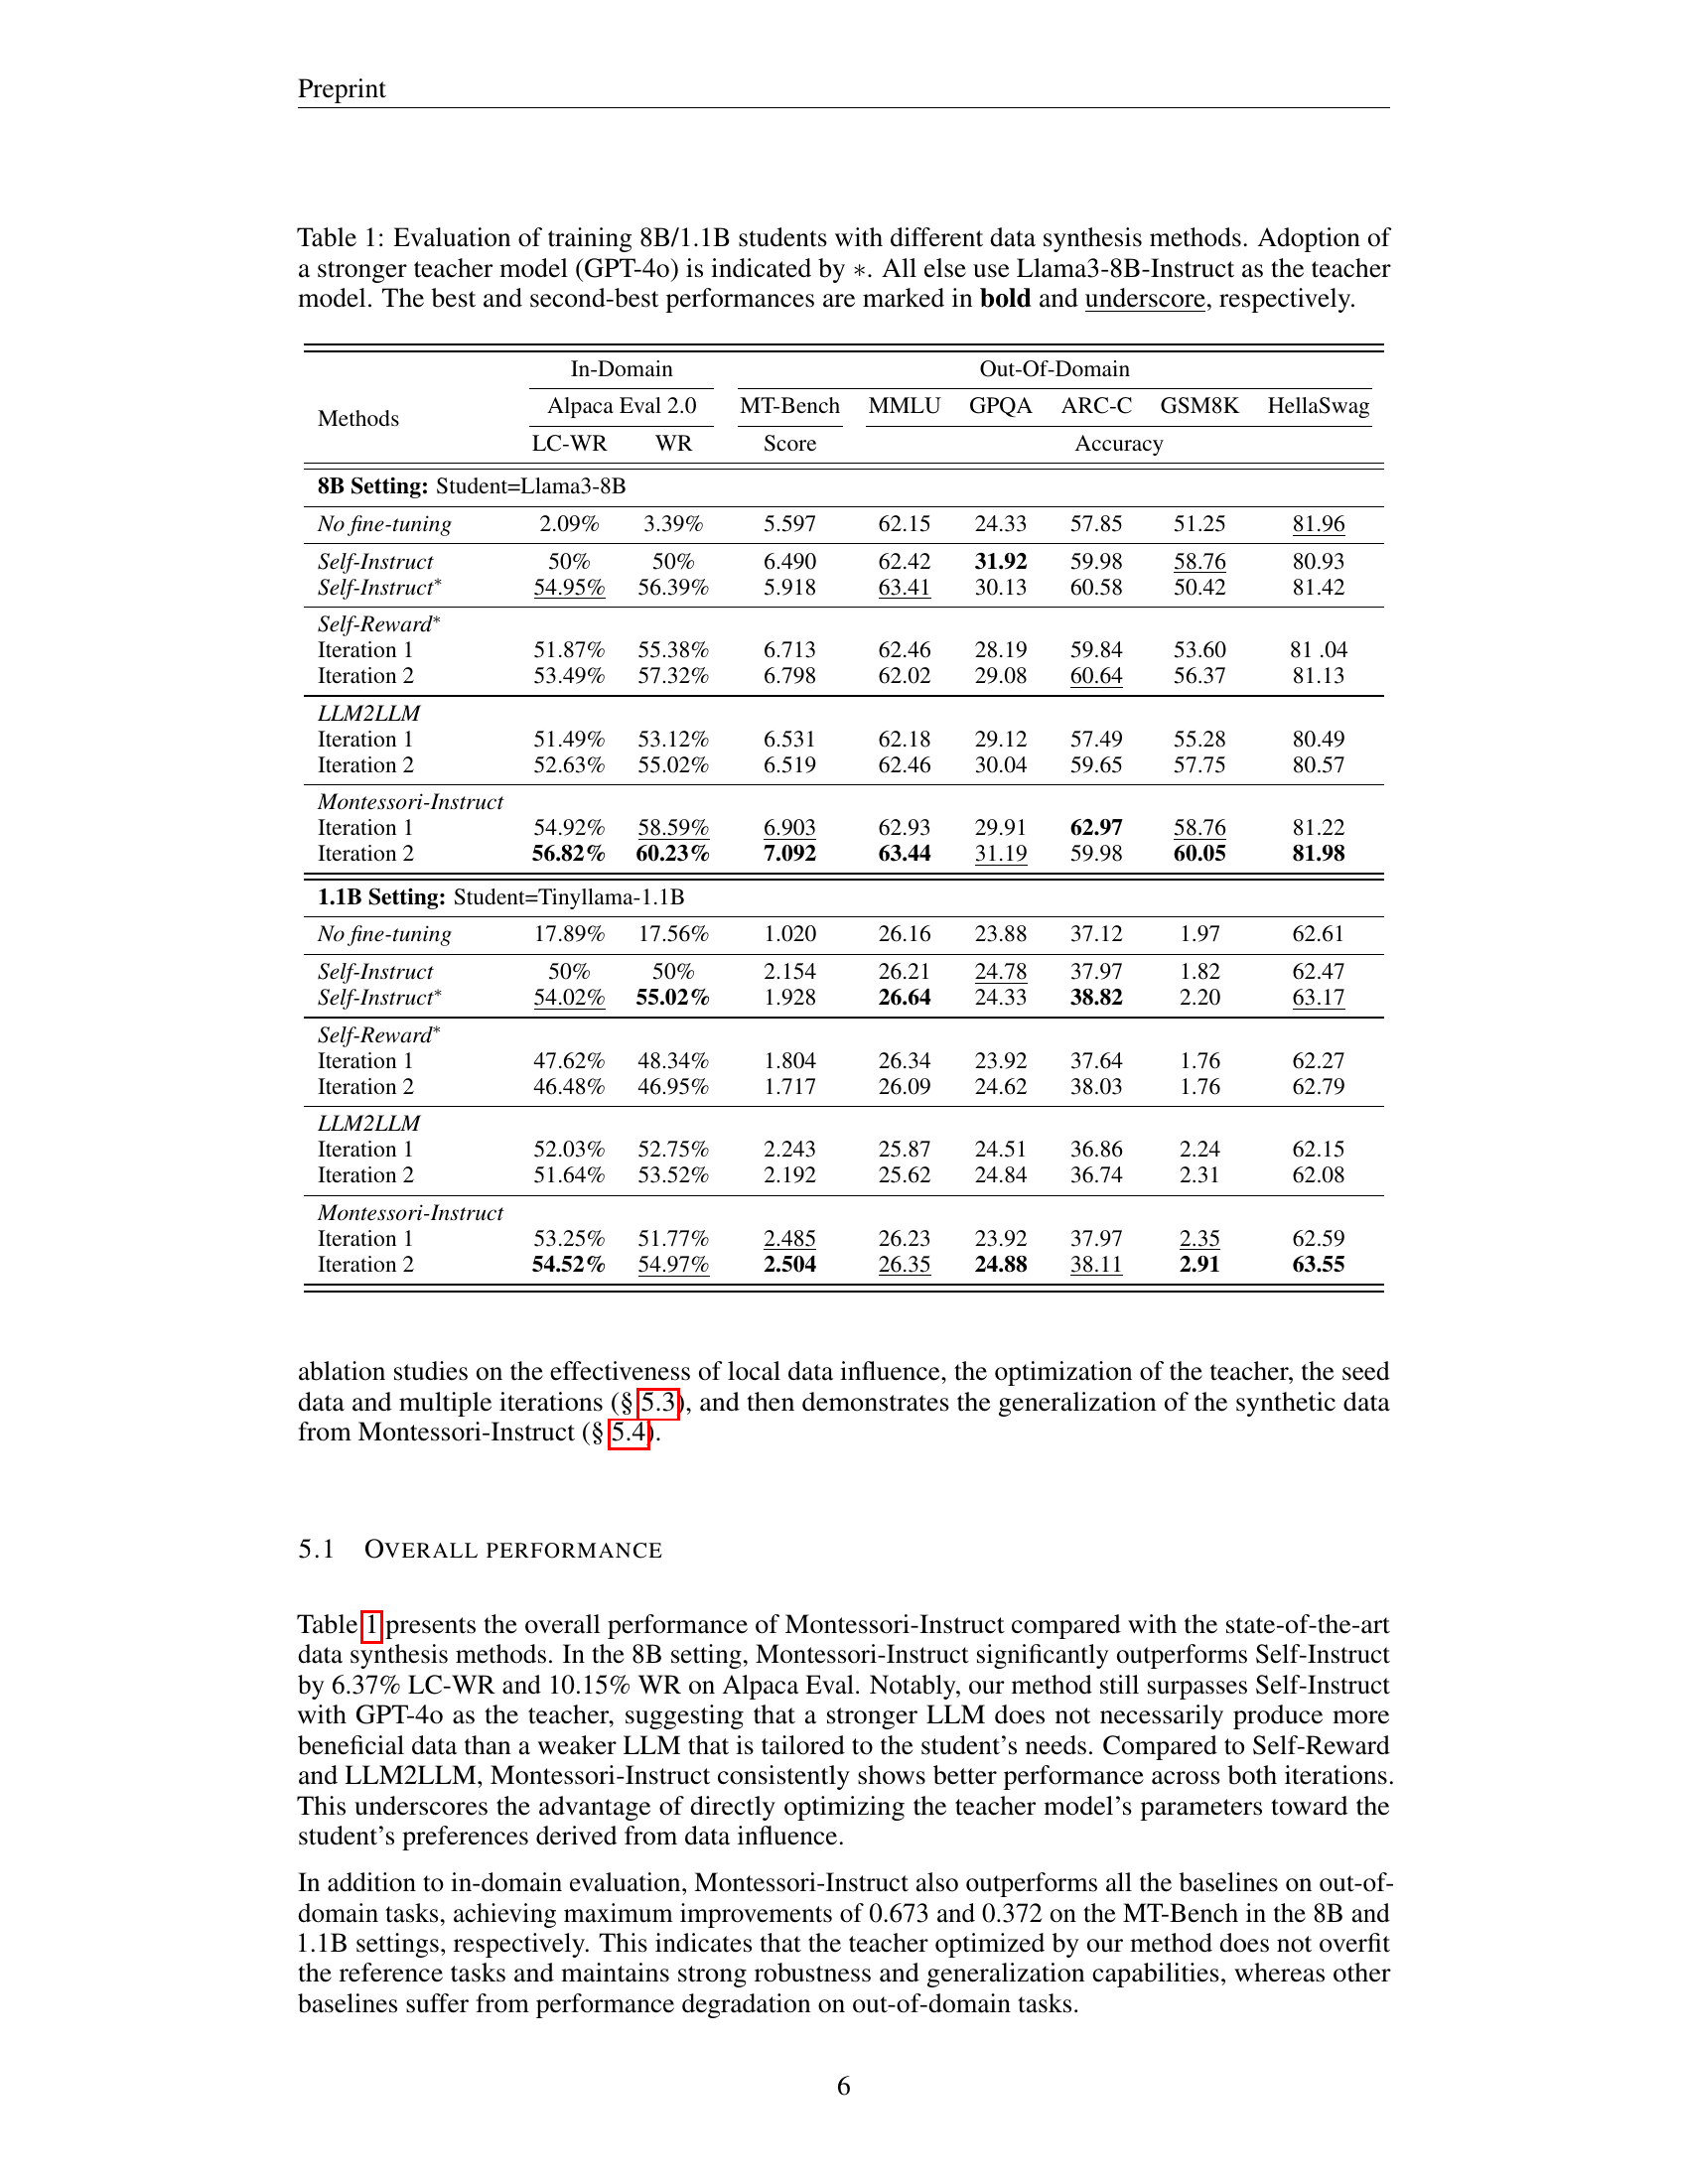 Preprint
Table 1: Evaluation of training 8B/1.1B students with different data synthesis methods. Adoption of
a stronger teacher model (GPT-4o) is indicated by ∗. All else use Llama3-8B-Instruct as the teacher
model. The best and second-best performances are marked in bold and underscore, respectively.
In-Domain Out-Of-Domain
Methods Alpaca Eval 2.0 MT-Bench MMLU GPQA ARC-C GSM8K HellaSwag
LC-WR WR Score Accuracy
8B Setting: Student=Llama3-8B
No fine-tuning 2.09% 3.39% 5.597 62.15 24.33 57.85 51.25 81.96
Self-Instruct 50% 50% 6.490 62.42 31.92 59.98 58.76 80.93
Self-Instruct* 54.95% 56.39% 5.918 63.41 30.13 60.58 50.42 81.42
Self-Reward*
Iteration 1 51.87% 55.38% 6.713 62.46 28.19 59.84 53.60 81 .04
Iteration 2 53.49% 57.32% 6.798 62.02 29.08 60.64 56.37 81.13
LLM2LLM
Iteration 1 51.49% 53.12% 6.531 62.18 29.12 57.49 55.28 80.49
Iteration 2 52.63% 55.02% 6.519 62.46 30.04 59.65 57.75 80.57
Montessori-Instruct
Iteration 1 54.92% 58.59% 6.903 62.93 29.91 62.97 58.76 81.22
Iteration 2 56.82% 60.23% 7.092 63.44 31.19 59.98 60.05 81.98
1.1B Setting: Student=Tinyllama-1.1B
No fine-tuning 17.89% 17.56% 1.020 26.16 23.88 37.12 1.97 62.61
Self-Instruct 50% 50% 2.154 26.21 24.78 37.97 1.82 62.47
Self-Instruct* 54.02% 55.02% 1.928 26.64 24.33 38.82 2.20 63.17
Self-Reward*
Iteration 1 47.62% 48.34% 1.804 26.34 23.92 37.64 1.76 62.27
Iteration 2 46.48% 46.95% 1.717 26.09 24.62 38.03 1.76 62.79
LLM2LLM
Iteration 1 52.03% 52.75% 2.243 25.87 24.51 36.86 2.24 62.15
Iteration 2 51.64% 53.52% 2.192 25.62 24.84 36.74 2.31 62.08
Montessori-Instruct
Iteration 1 53.25% 51.77% 2.485 26.23 23.92 37.97 2.35 62.59
Iteration 2 54.52% 54.97% 2.504 26.35 24.88 38.11 2.91 63.55
ablation studies on the effectiveness of local data influence, the optimization of the teacher, the seed
data and multiple iterations (§ 5.3), and then demonstrates the generalization of the synthetic data
from Montessori-Instruct (§ 5.4).
5.1 OVERALL PERFORMANCE
Table 1 presents the overall performance of Montessori-Instruct compared with the state-of-the-art
data synthesis methods. In the 8B setting, Montessori-Instruct significantly outperforms Self-Instruct
by 6.37% LC-WR and 10.15% WR on Alpaca Eval. Notably, our method still surpasses Self-Instruct
with GPT-4o as the teacher, suggesting that a stronger LLM does not necessarily produce more
beneficial data than a weaker LLM that is tailored to the student's needs. Compared to Self-Reward
and LLM2LLM, Montessori-Instruct consistently shows better performance across both iterations.
This underscores the advantage of directly optimizing the teacher model's parameters toward the
student's preferences derived from data influence.
In addition to in-domain evaluation, Montessori-Instruct also outperforms all the baselines on out-of-
domain tasks, achieving maximum improvements of 0.673 and 0.372 on the MT-Bench in the 8B and
1.1B settings, respectively. This indicates that the teacher optimized by our method does not overfit
the reference tasks and maintains strong robustness and generalization capabilities, whereas other
baselines suffer from performance degradation on out-of-domain tasks.
6